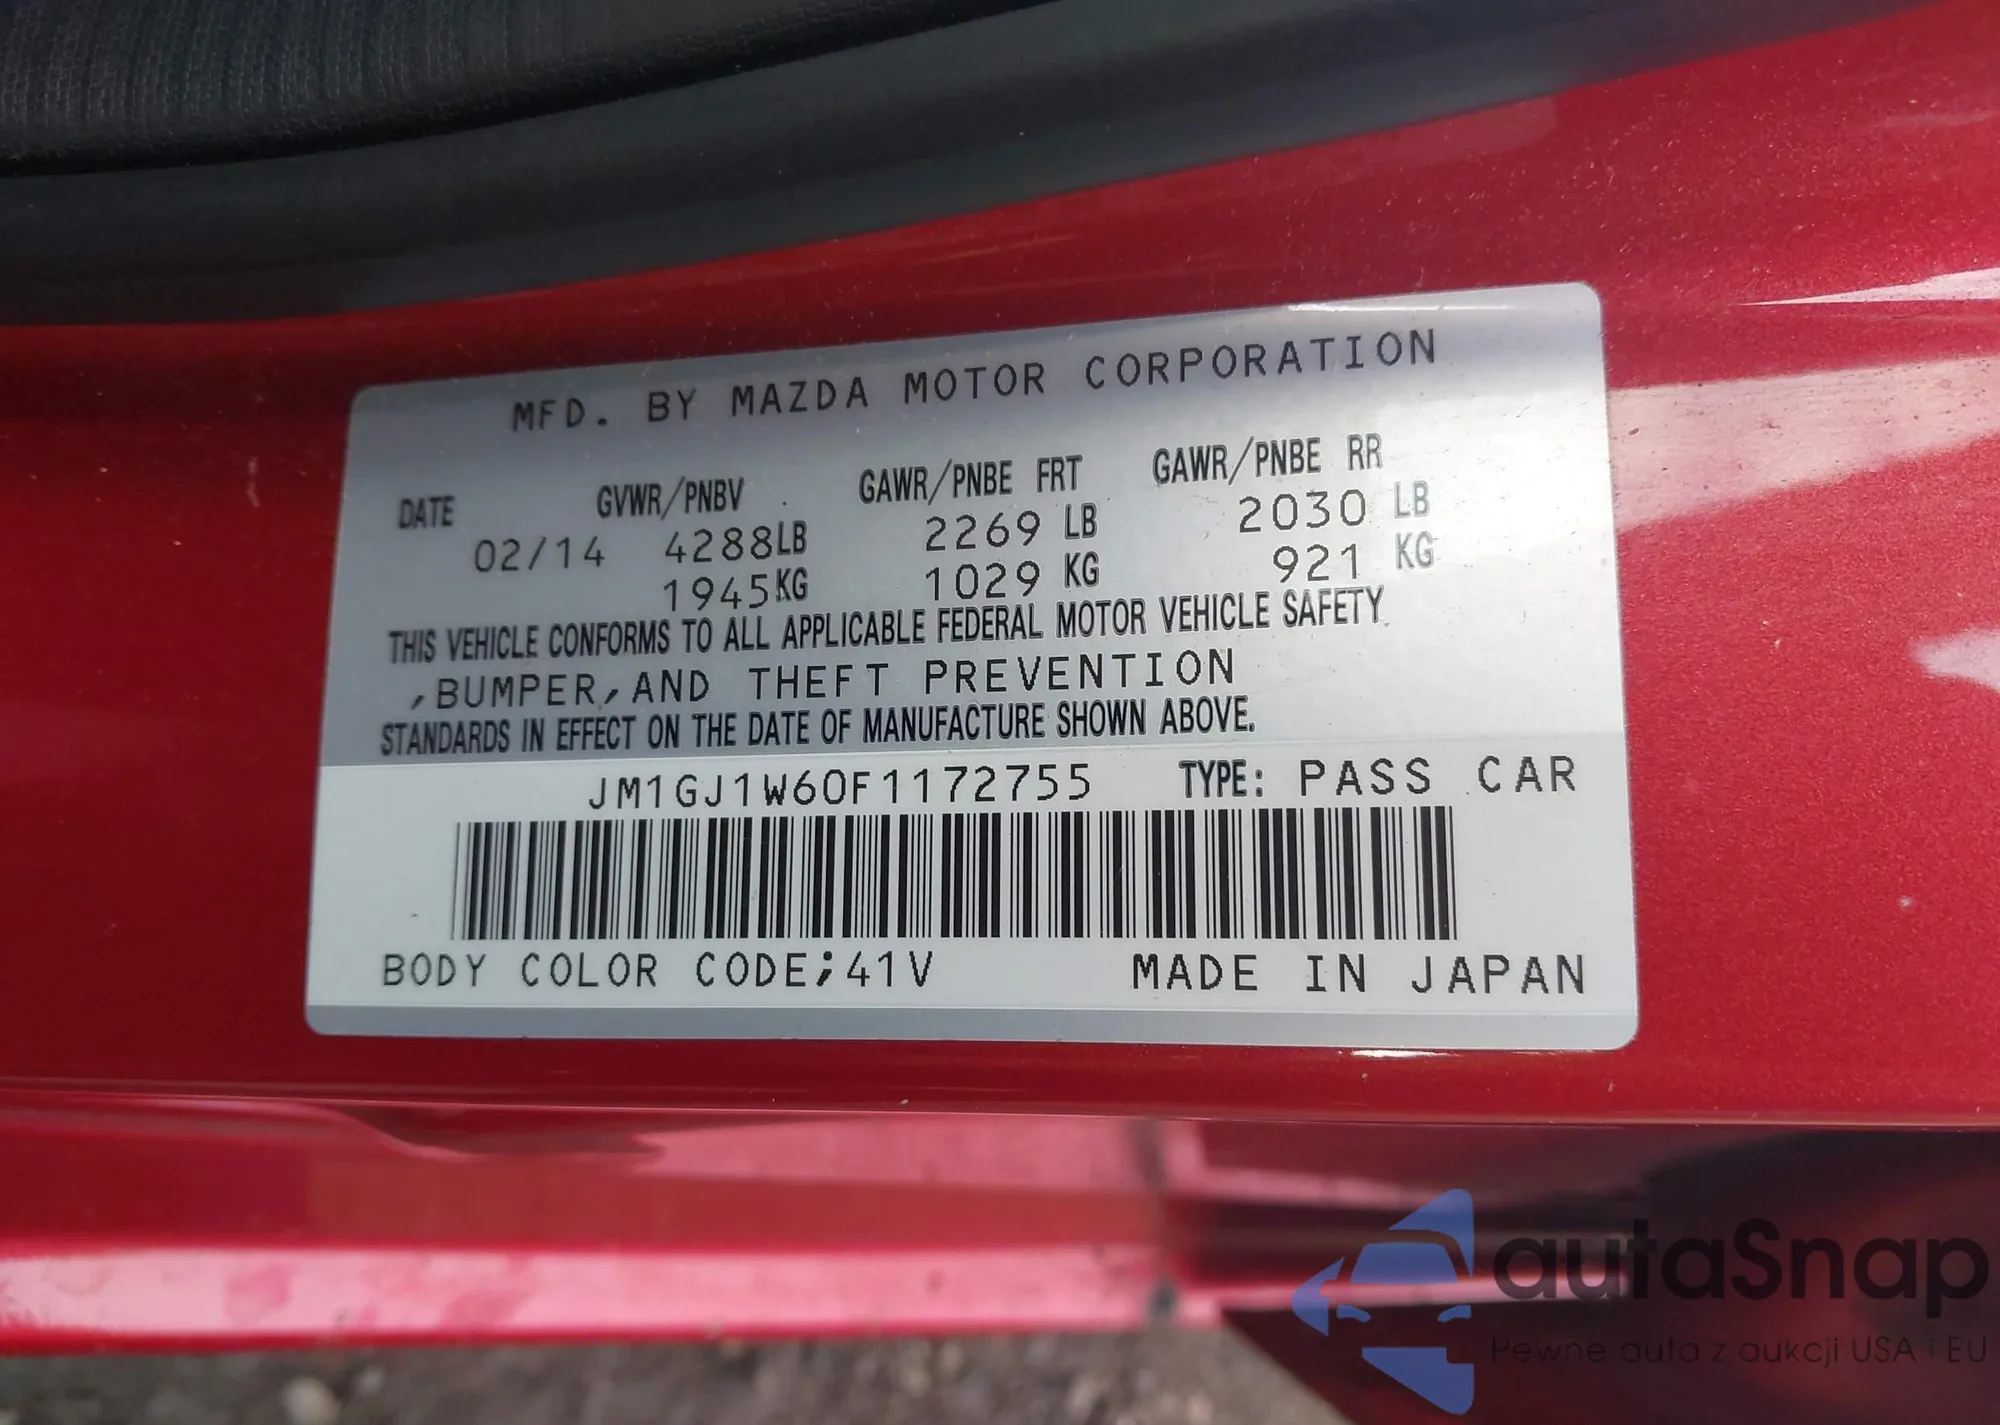 MFD. BY MAZDA MOTOR CORPORATION
DATE GVWR/PNBV GAWR/PNBE FRT GAWR/PNBE RR
02/14 4288LB 2269 LB 2030 LB
1945KG 1029 KG 921 KG
THIS VEHICLE CONFORMS TO ALL APPLICABLE FEDERAL MOTOR VEHICLE SAFETY
,BUMPER,AND THEFT PREVENTION
STANDARDS IN EFFECT ON THE DATE OF MANUFACTURE SHOWN ABOVE.
JM1GJ1W60F1172755 TYPE: PASS CAR
BODY COLOR CODE;41V MADE IN JAPAN
autaSnap
Pewne auta z aukcji USA i EU